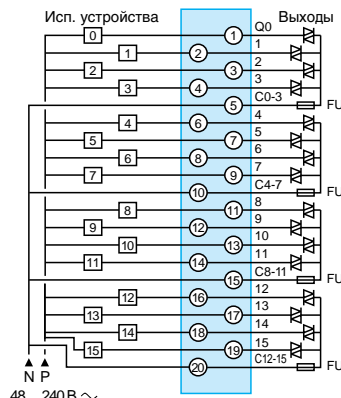 Исп. устройства Выходы
0 1 Q0
1 2 1
2 3 2
3 4 3
5 C0-3 FU
4 6 4
5 7 5
6 8 6
7 9 7
10 C4-7 FU
8 11 8
9 12 9
10 13 10
11 14 11
15 C8-11 FU
12 16 12
13 17 13
14 18 14
15 19 15
20 C12-15 FU
N P
48 240 В ~